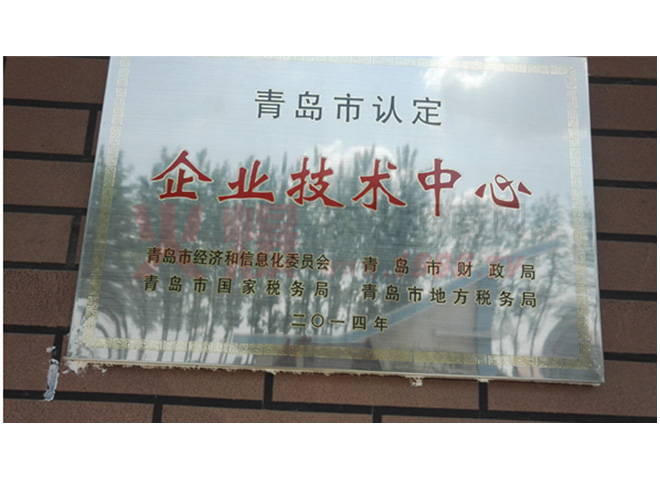 青岛市认定
企业技术中心
青岛市经济和信息化委员会 青岛市财政局
青岛市国家税务局 青岛市地方税务局
二〇一四年